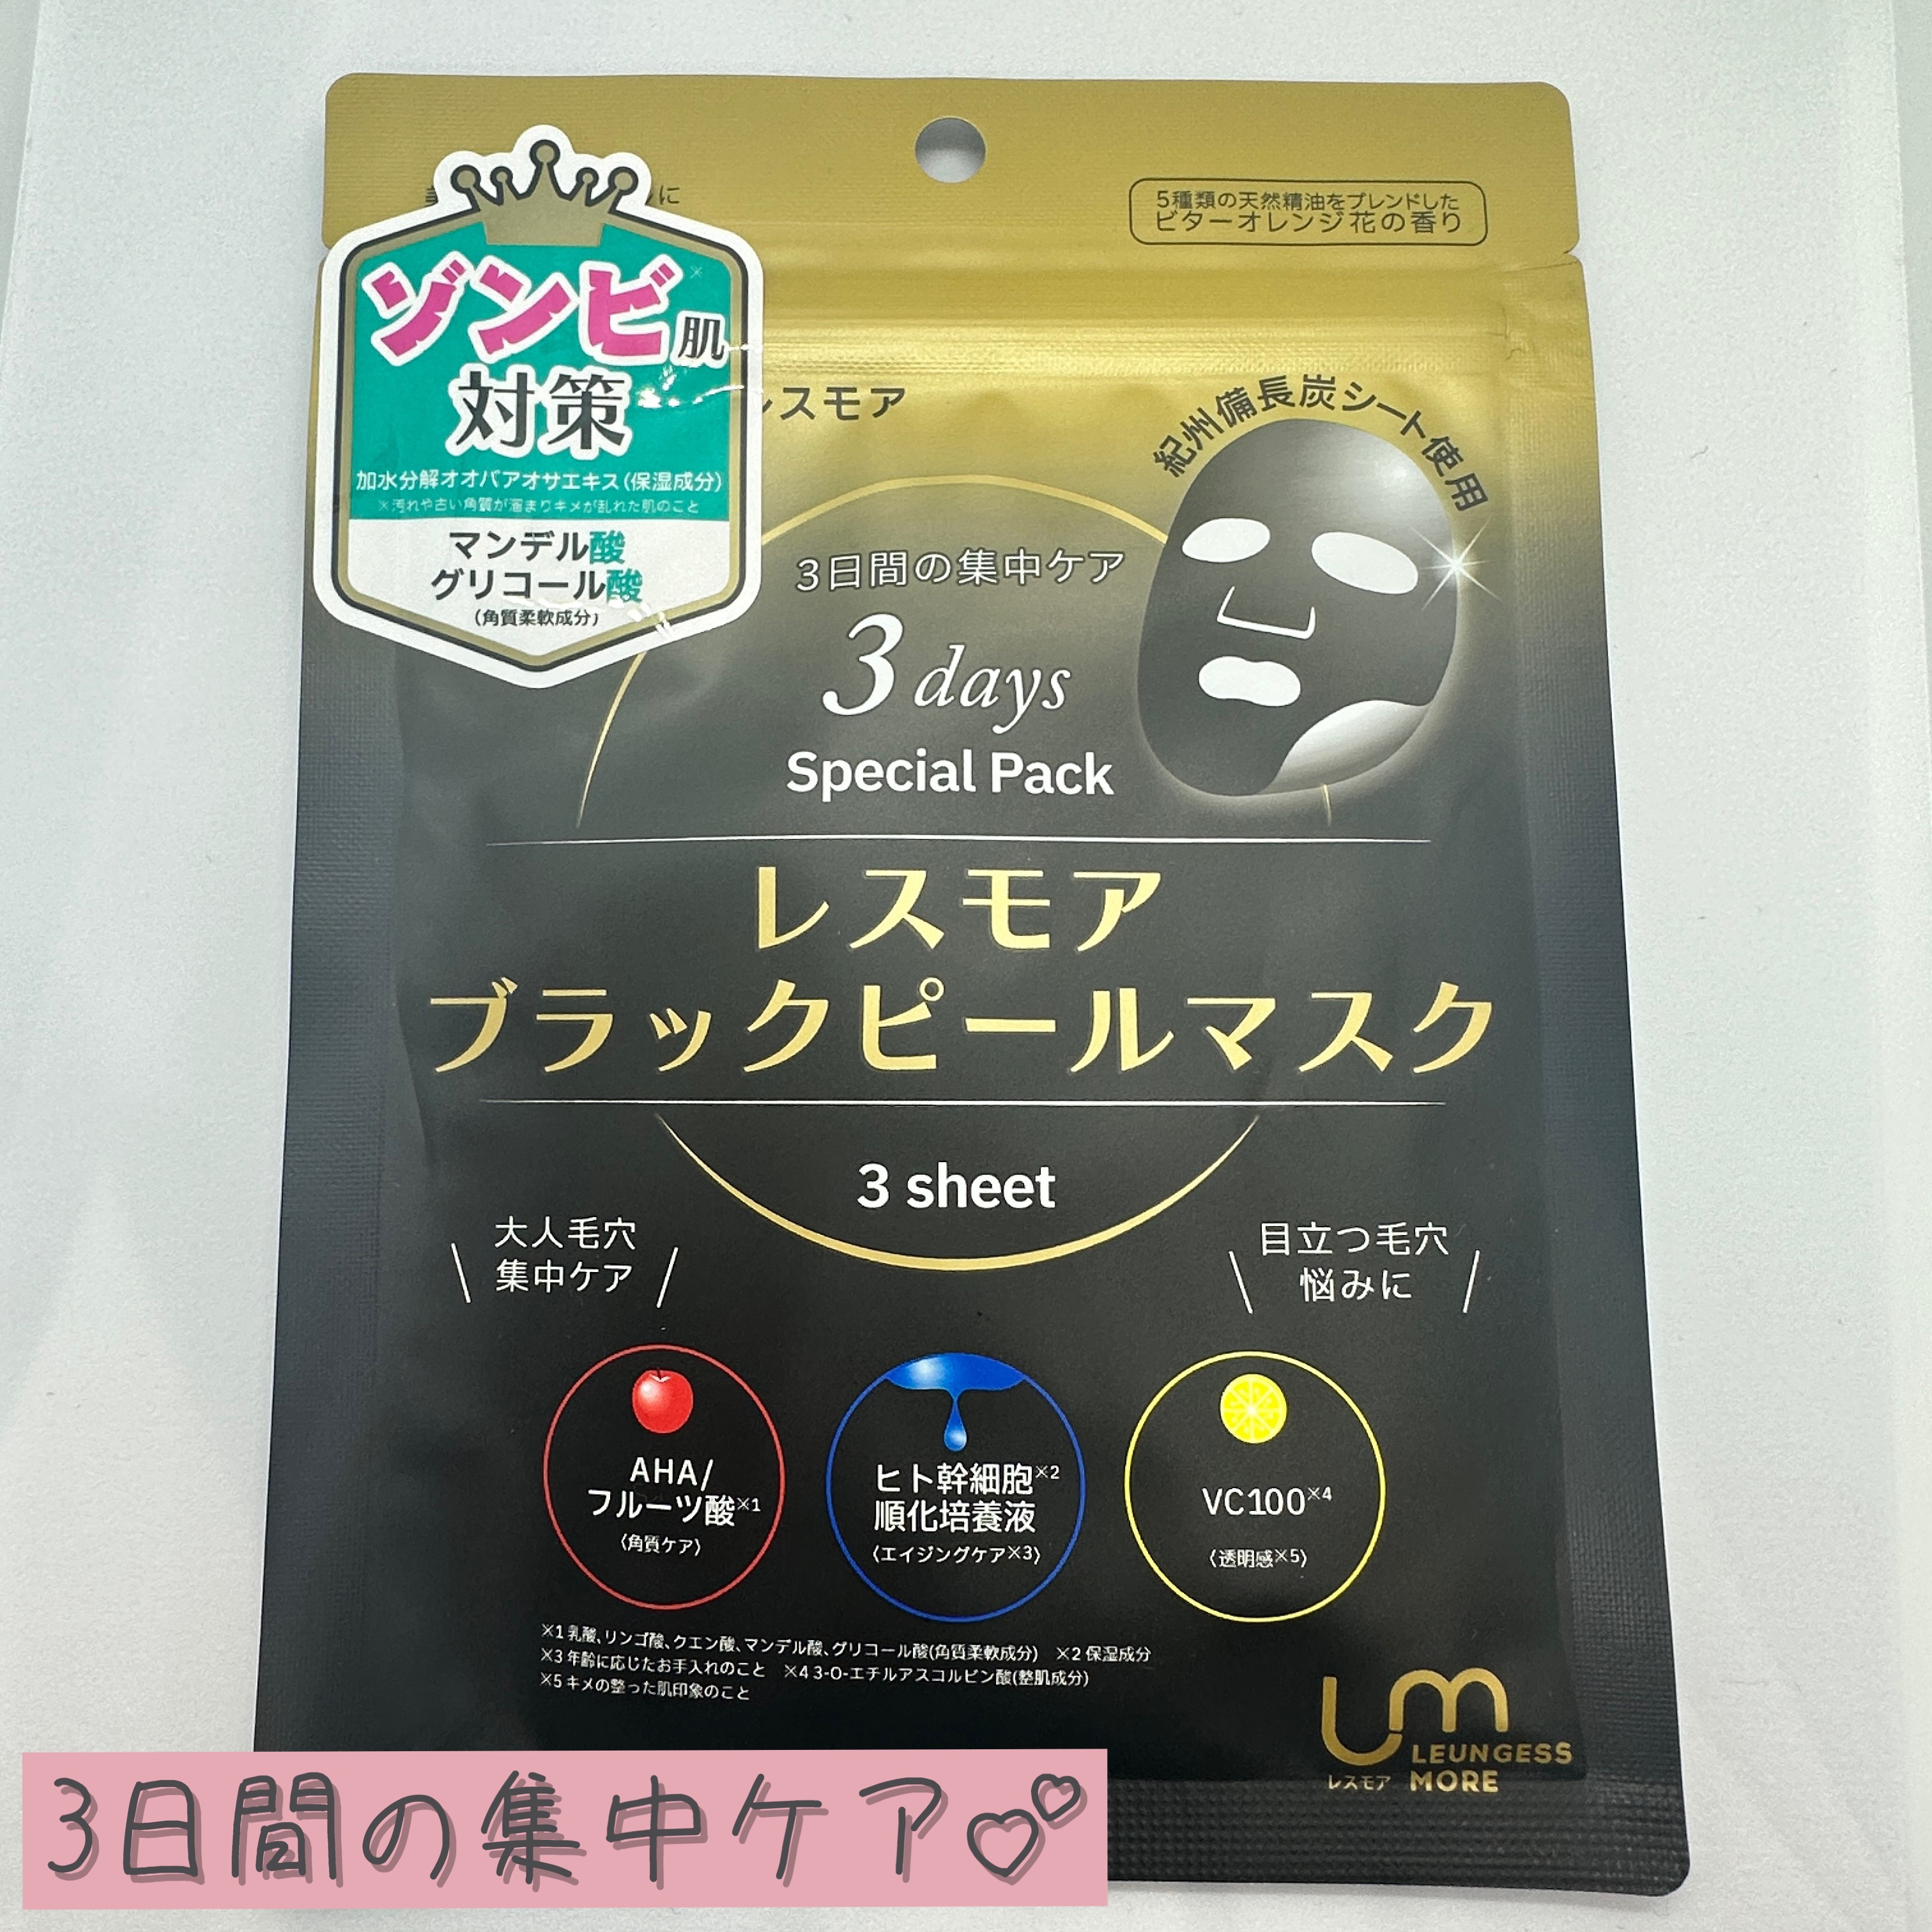 5種類の天然精油をブレンドした
ビターオレンジ花の香り
ゾンビ※肌
対策
加水分解オオバアオサエキス(保湿成分)
※汚れや古い角質が溜まりキメが乱れた肌のこと
マンデル酸
グリコール酸
(角質柔軟成分)
スモア
紀州備長炭シート使用
3日間の集中ケア
3 days
Special Pack
レスモア
ブラックピールマスク
3 sheet
大人毛穴
集中ケア
目立つ毛穴
悩みに
AHA/
フルーツ酸※1
〈角質ケア〉
ヒト幹細胞※2
順化培養液
〈エイジングケア※3〉
VC100※4
〈透明感※5〉
※1 乳酸、リンゴ酸、クエン酸、マンデル酸、グリコール酸(角質柔軟成分) ※2 保湿成分
※3 年齢に応じたお手入れのこと ※4 3-O-エチルアスコルビン酸(整肌成分)
※5 キメの整った肌印象のこと
LEUNGESS
レスモア MORE
3日間の集中ケア